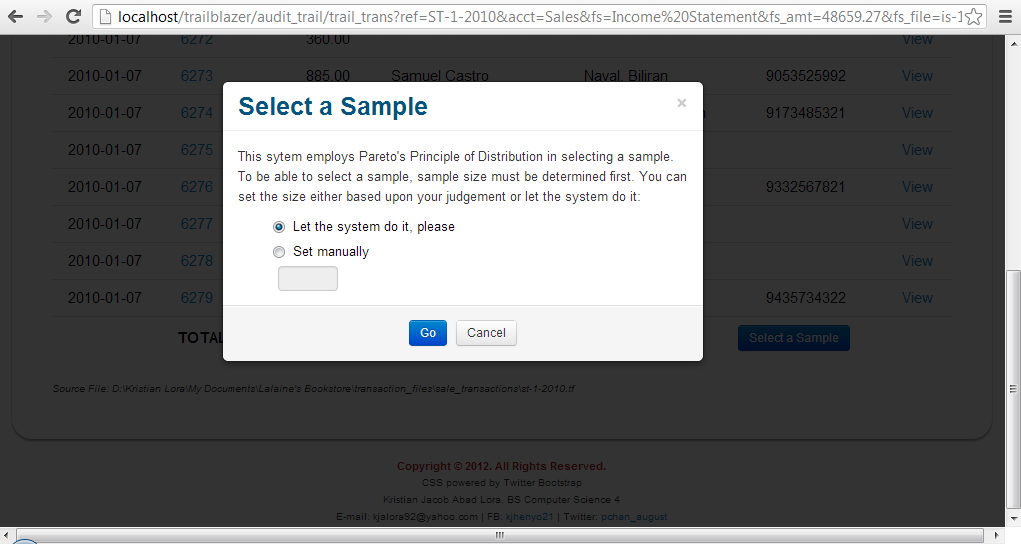 localhost/trailblazer/audit_trail/trail_trans?ref=ST-1-2010&acct=Sales&fs=Income%20Statement&fs_amt=48659.27&fs_file=is-1
2010-01-07 6272 360.00 View
2010-01-07 6273 885.00 Samuel Castro Naval, Biliran 9053525992 View
Select a Sample ×
2010-01-07 6274 9173485321 View
This sytem employs Pareto's Principle of Distribution in selecting a sample.
2010-01-07 6275 View
To be able to select a sample, sample size must be determined first. You can
2010-01-07 6276 9332567821 View
set the size either based upon your judgement or let the system do it:
2010-01-07 6277 View
Let the system do it, please
2010-01-07 6278 View
Set manually
2010-01-07 6279 9435734322 View
TOTAL Go Cancel Select a Sample
Source File: D:\Kristian Lora\My Documents\Lalaine's Bookstore\transaction_files\sale_transactions\st-1-2010.tf
Copyright © 2012. All Rights Reserved.
CSS powered by Twitter Bootstrap
Kristian Jacob Abad Lora. BS Computer Science 4
E-mail: kjalora92@yahoo.com | FB: kjhenyo21 | Twitter: pchan_august